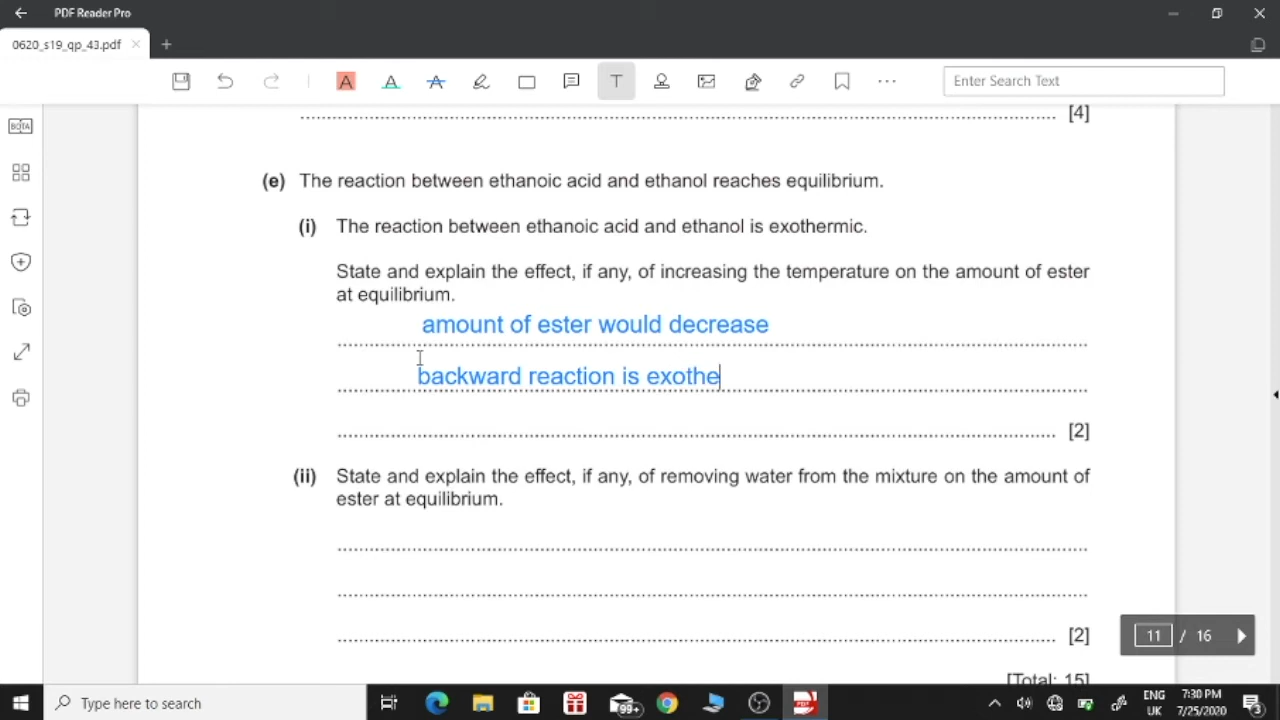 PDF Reader Pro
0620_s19_qp_43.pdf
Enter Search Text
BOTA
[4]
(e) The reaction between ethanoic acid and ethanol reaches equilibrium.
(i) The reaction between ethanoic acid and ethanol is exothermic.
State and explain the effect, if any, of increasing the temperature on the amount of ester
at equilibrium.
amount of ester would decrease
backward reaction is exothe
[2]
(ii) State and explain the effect, if any, of removing water from the mixture on the amount of
ester at equilibrium.
[2]
11 / 16
[Total: 15]
Type here to search
99+
PDF
ENG
UK
7:30 PM
7/25/2020
3